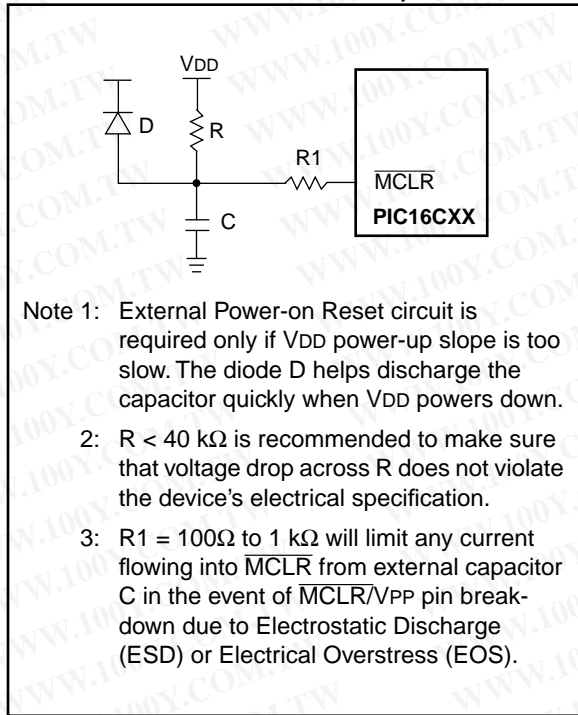 VDD
D
R
R1
MCLR
PIC16CXX
C
Note 1: External Power-on Reset circuit is
required only if VDD power-up slope is too
slow. The diode D helps discharge the
capacitor quickly when VDD powers down.
2: R < 40 kΩ is recommended to make sure
that voltage drop across R does not violate
the device's electrical specification.
3: R1 = 100Ω to 1 kΩ will limit any current
flowing into MCLR from external capacitor
C in the event of MCLR/VPP pin break-
down due to Electrostatic Discharge
(ESD) or Electrical Overstress (EOS).
WWW.100Y.COM.TW